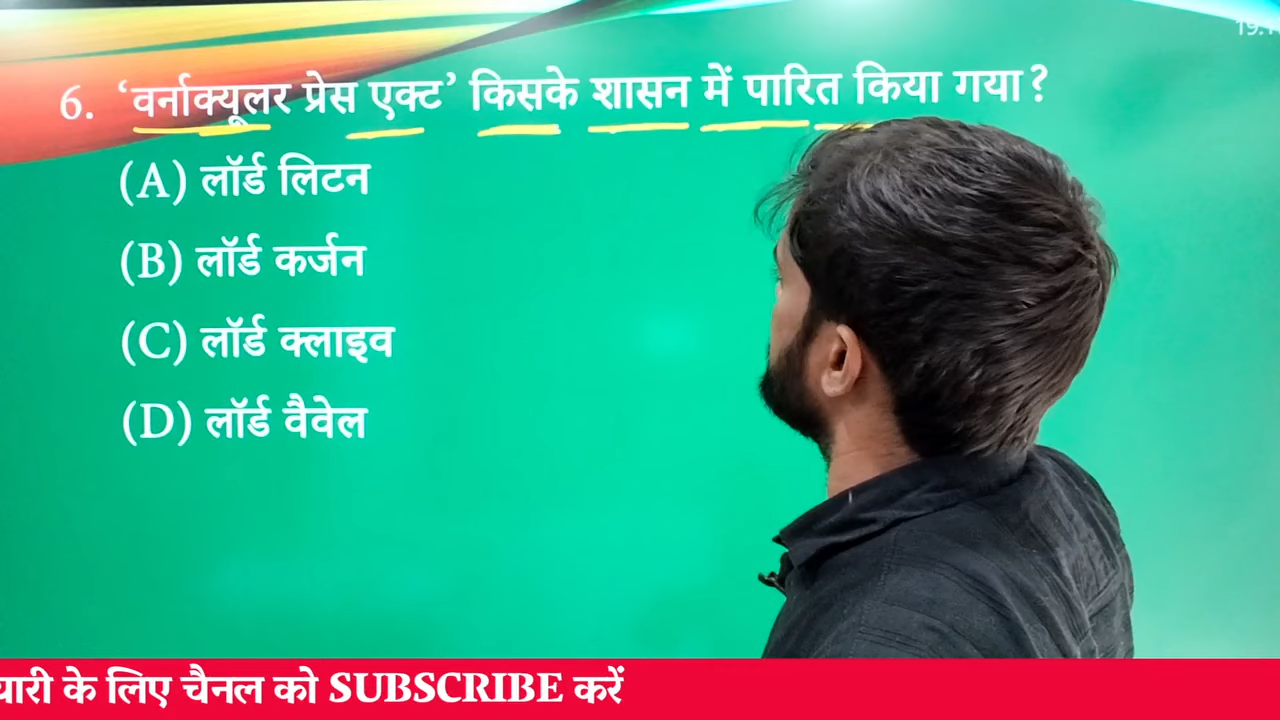 6. ‘वर्नाक्यूलर प्रेस एक्ट’ किसके शासन में पारित किया गया?
(A) लॉर्ड लिटन
(B) लॉर्ड कर्जन
(C) लॉर्ड क्लाइव
(D) लॉर्ड वैवेल
के लिए चैनल को SUBSCRIBE करें